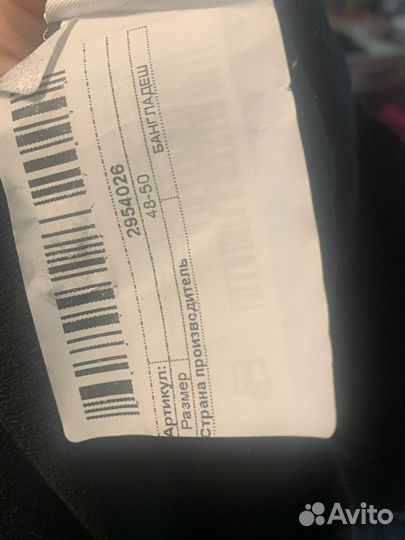 Артикул: 2954026
Размер 48-50
Страна производитель БАНГЛАДЕШ
Avito